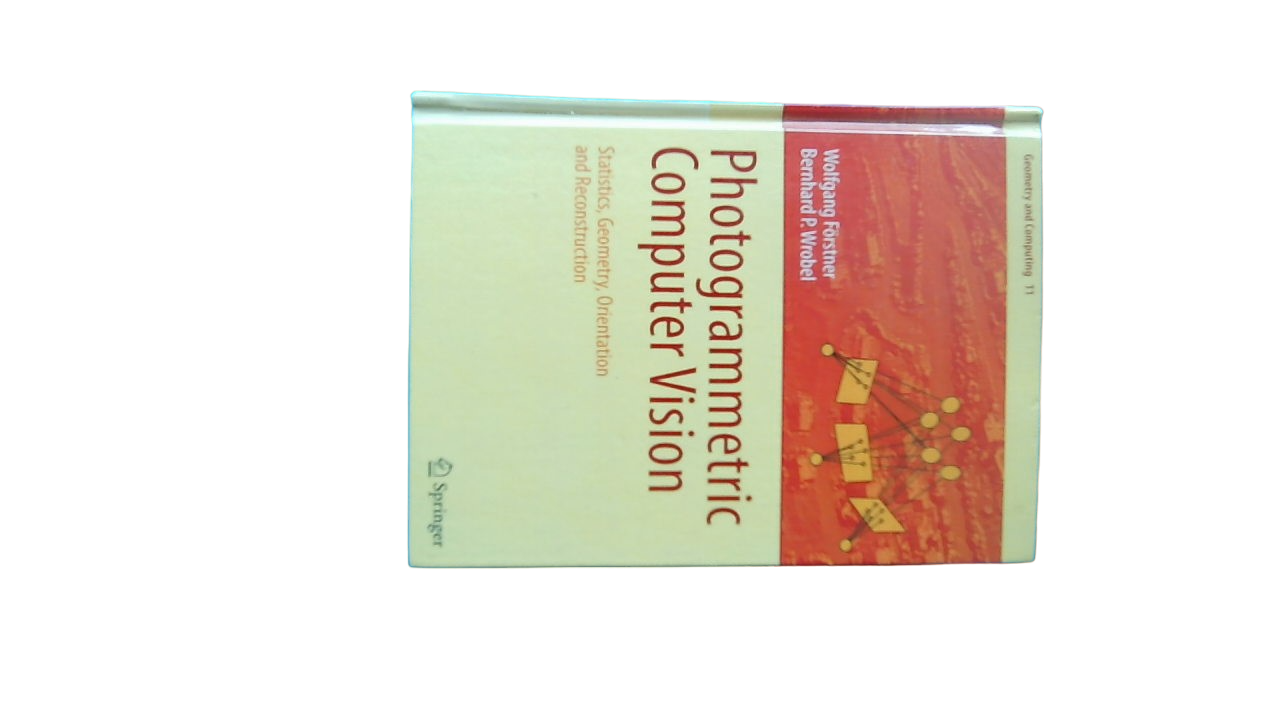 Geometry and Computing 11
Wolfgang Förstner
Bernhard P. Wrobel
Photogrammetric
Computer Vision
Statistics, Geometry, Orientation
and Reconstruction
Springer